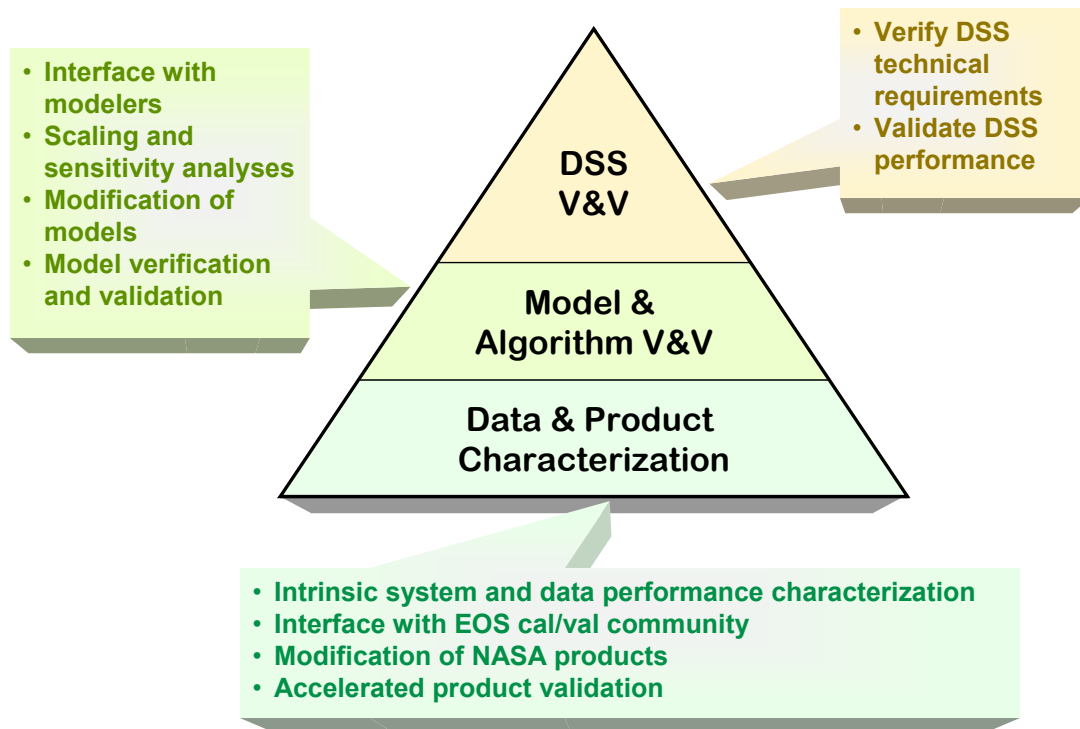 • Interface with
modelers
• Scaling and
sensitivity analyses
• Modification of
models
• Model verification
and validation
• Verify DSS
technical
requirements
• Validate DSS
performance
DSS
V&V
Model &
Algorithm V&V
Data & Product
Characterization
• Intrinsic system and data performance characterization
• Interface with EOS cal/val community
• Modification of NASA products
• Accelerated product validation